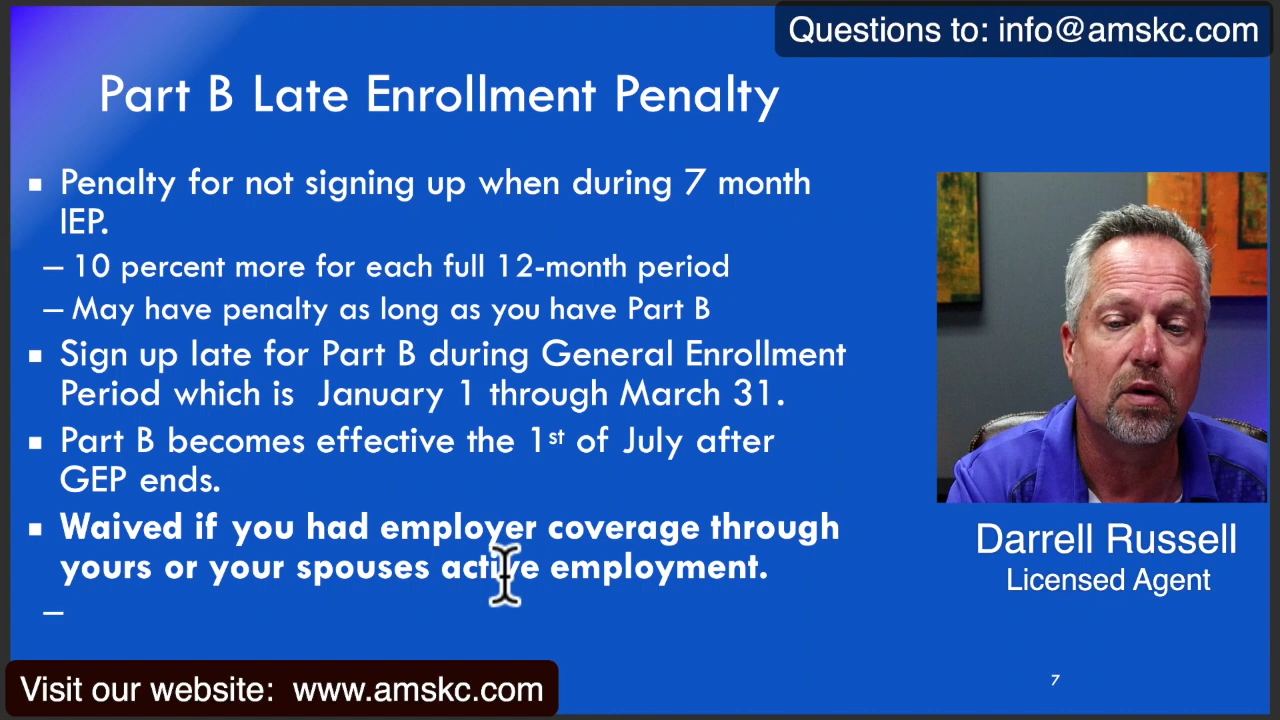 Questions to: info@amskc.com
Part B Late Enrollment Penalty
▪ Penalty for not signing up when during 7 month
IEP.
– 10 percent more for each full 12-month period
– May have penalty as long as you have Part B
▪ Sign up late for Part B during General Enrollment
Period which is  January 1 through March 31.
▪ Part B becomes effective the 1st of July after
GEP ends.
▪ Waived if you had employer coverage through
yours or your spouses active employment.
–
Darrell Russell
Licensed Agent
Visit our website:  www.amskc.com
7